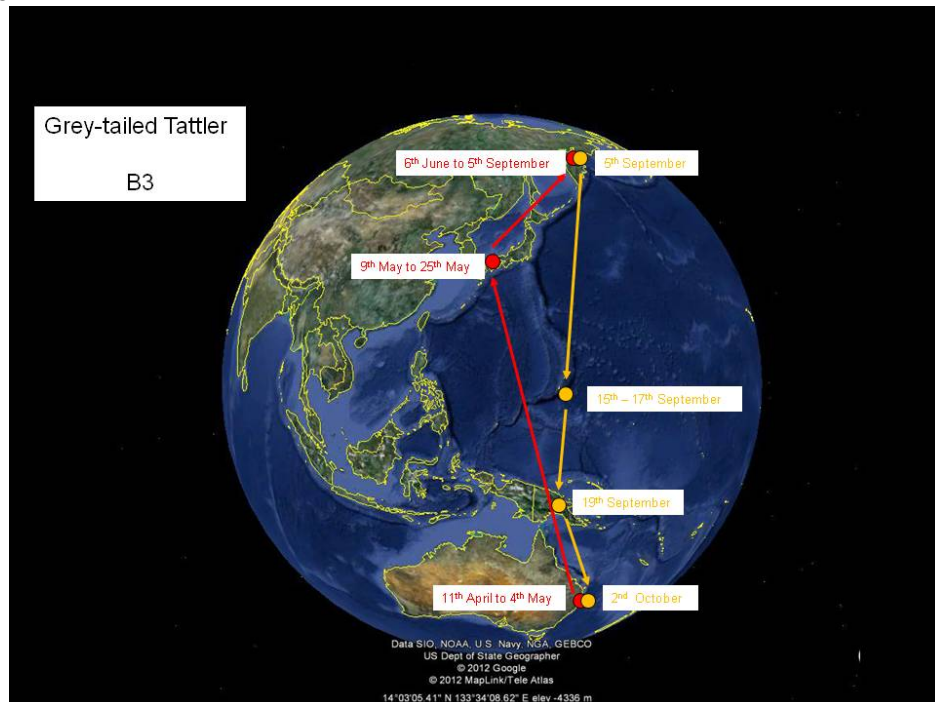 Grey-tailed Tattler
B3
6th June to 5th September
5th September
9th May to 25th May
15th – 17th September
19th September
11th April to 4th May
2nd October
Data SIO, NOAA, U.S. Navy, NGA, GEBCO
US Dept of State Geographer
© 2012 Google
© 2012 MapLink/Tele Atlas
14°03'05.41" N 133°34'08.62" E elev -4336 m